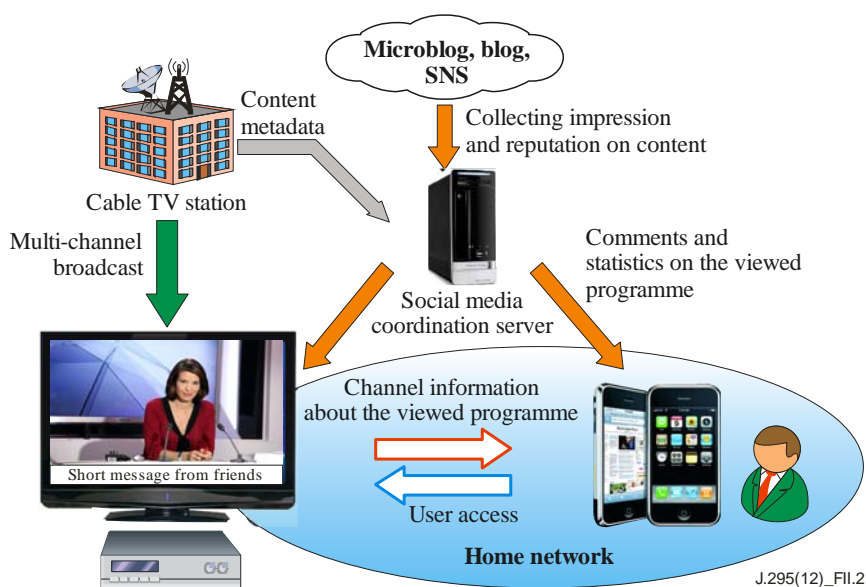 Microblog, blog,
SNS
Content
metadata
Collecting impression
and reputation on content
Cable TV station
Multi-channel
broadcast
Comments and
statistics on the viewed
programme
Social media
coordination server
Channel information
about the viewed programme
Short message from friends
User access
Home network
J.295(12)_FII.2